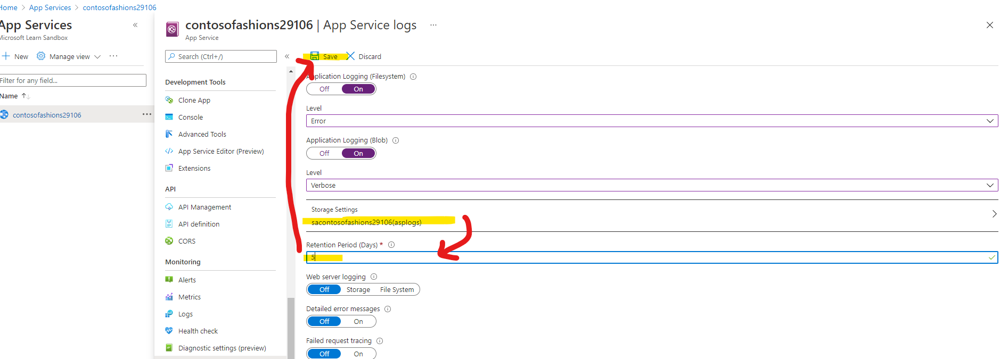 Home > App Services > contosofashions29106
App Services
Microsoft Learn Sandbox
New Manage view ...
Filter for any field...
Name
contosofashions29106 ...
contosofashions29106 | App Service logs ...
App Service
Search (Ctrl+/)
Development Tools
Clone App
Console
Advanced Tools
App Service Editor (Preview)
Extensions
API
API Management
API definition
CORS
Monitoring
Alerts
Metrics
Logs
Health check
Diagnostic settings (preview)
Save Discard
Application Logging (Filesystem)
Off On
Level
Error
Application Logging (Blob)
Off On
Level
Verbose
Storage Settings
sacontosofashions29106(asplogs)
Retention Period (Days) *
5
Web server logging
Off Storage File System
Detailed error messages
Off On
Failed request tracing
Off On